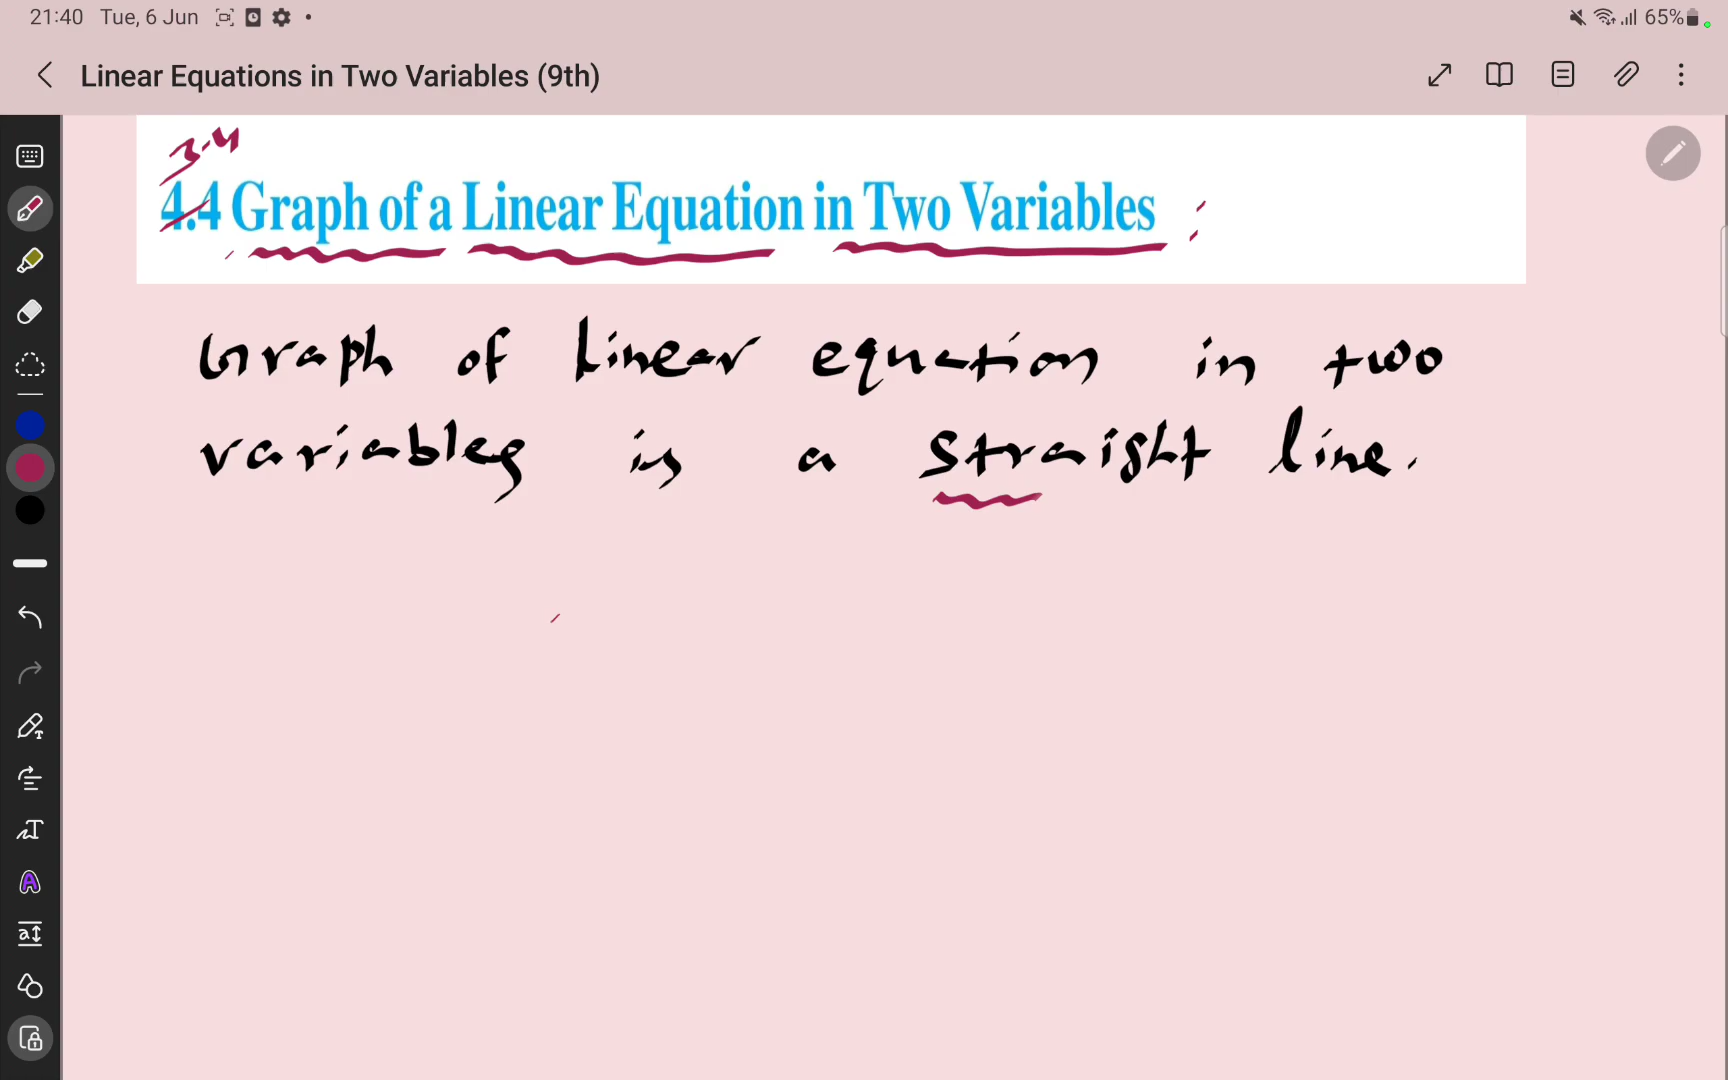 21:40 Tue, 6 Jun 65%
Linear Equations in Two Variables (9th)
3.4
4.4 Graph of a Linear Equation in Two Variables :
Graph of Linear equation in two
variables is a straight line.